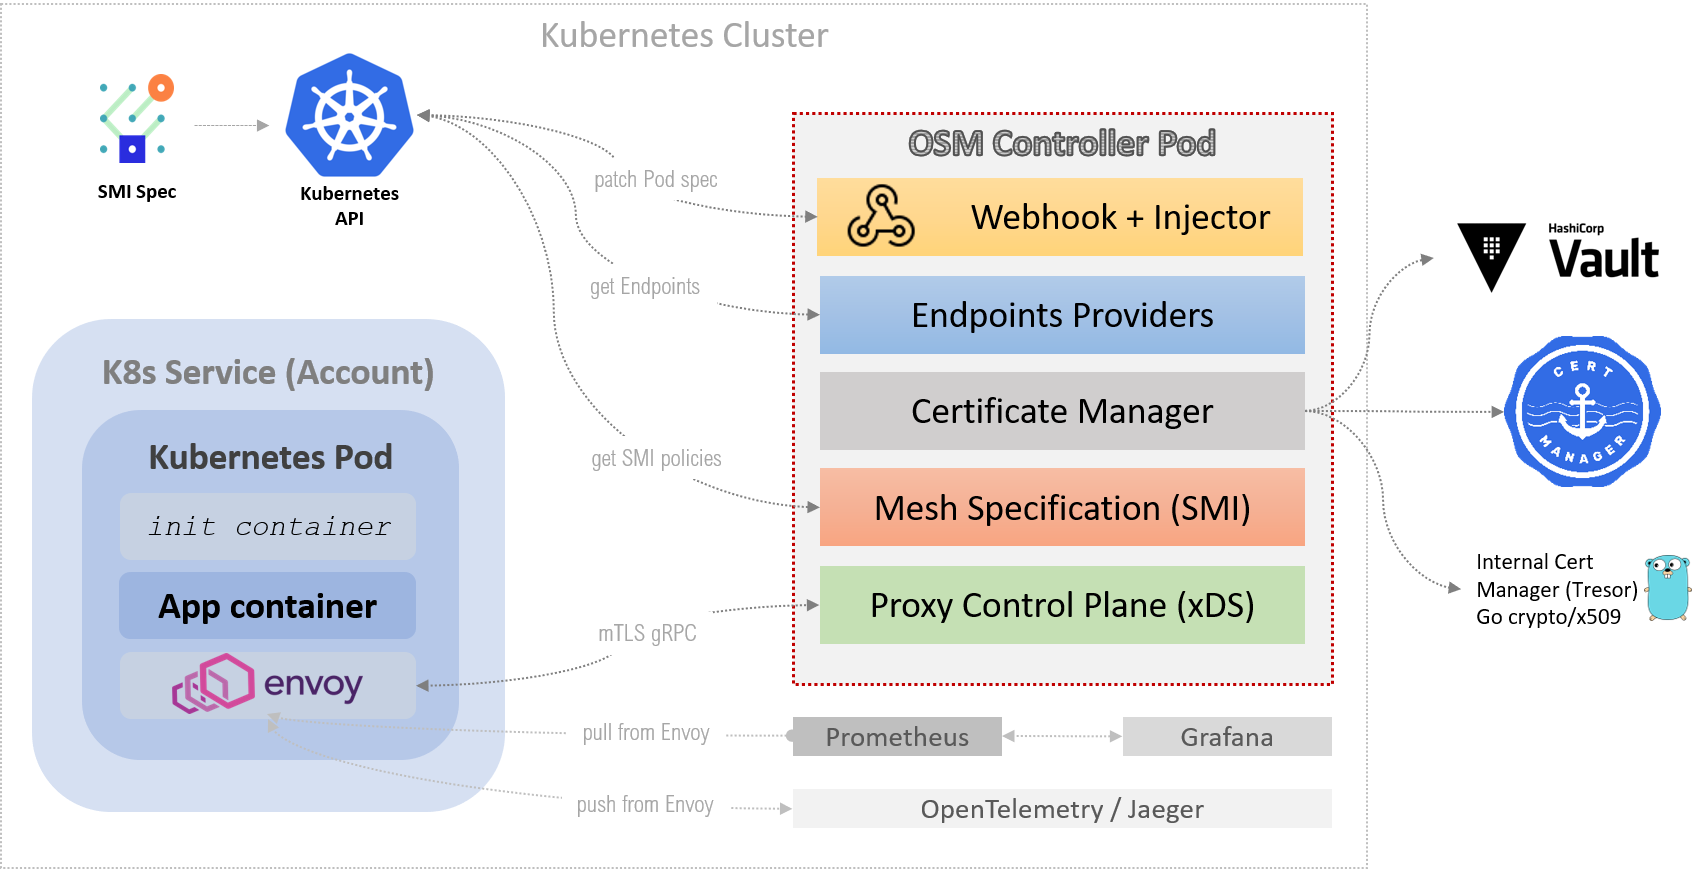 Kubernetes Cluster
SMI Spec
Kubernetes
API
patch Pod spec
get Endpoints
get SMI policies
mTLS gRPC
OSM Controller Pod
Webhook + Injector
Endpoints Providers
Certificate Manager
Mesh Specification (SMI)
Proxy Control Plane (xDS)
HashiCorp
Vault
CERT
MANAGER
Internal Cert
Manager (Tresor)
Go crypto/x509
K8s Service (Account)
Kubernetes Pod
init container
App container
envoy
pull from Envoy
Prometheus
Grafana
push from Envoy
OpenTelemetry / Jaeger